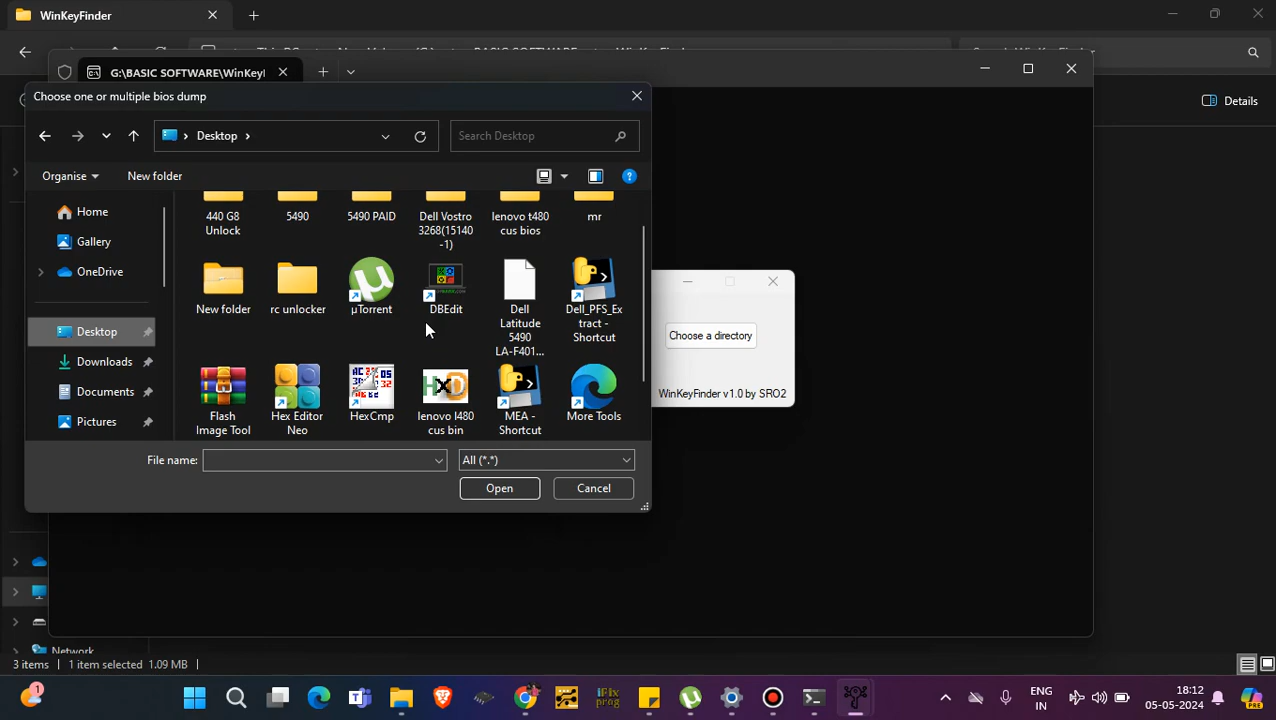 WinKeyFinder
G:\BASIC SOFTWARE\WinKeyl
Choose one or multiple bios dump
Details
Desktop
Search Desktop
Organise
New folder
Home
Gallery
OneDrive
Desktop
Downloads
Documents
Pictures
440 G8
Unlock
5490
5490 PAID
Dell Vostro
3268(15140
-1)
lenovo t480
cus bios
mr
New folder
rc unlocker
µTorrent
DBEdit
Dell
Latitude
5490
LA-F401...
Dell_PFS_Ex
tract -
Shortcut
Flash
Image Tool
Hex Editor
Neo
HexCmp
lenovo l480
cus bin
MEA -
Shortcut
More Tools
File name:
All (*.*)
Open
Cancel
Choose a directory
WinKeyFinder v1.0 by SRO2
Network
3 items
1 item selected 1.09 MB
ENG
IN
18:12
05-05-2024